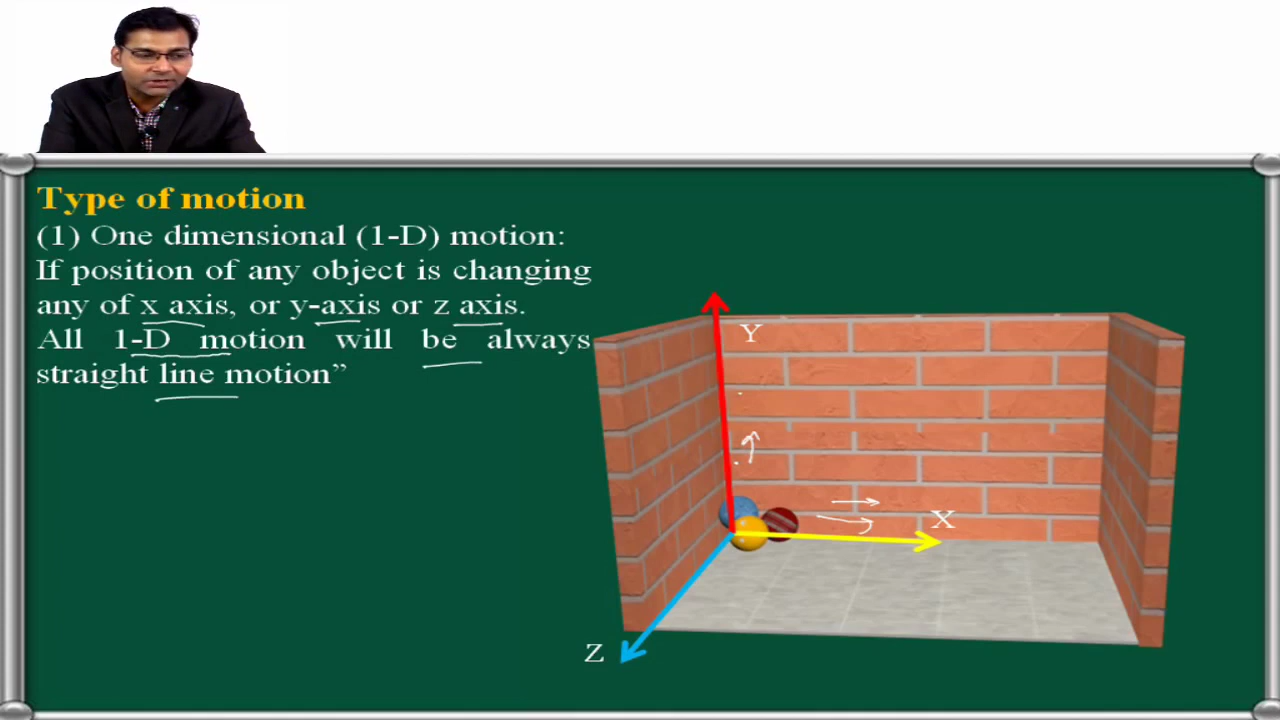 Type of motion
(1) One dimensional (1-D) motion:
If position of any object is changing
any of x axis, or y-axis or z axis.
All 1-D motion will be always
straight line motion”
Y
X
Z